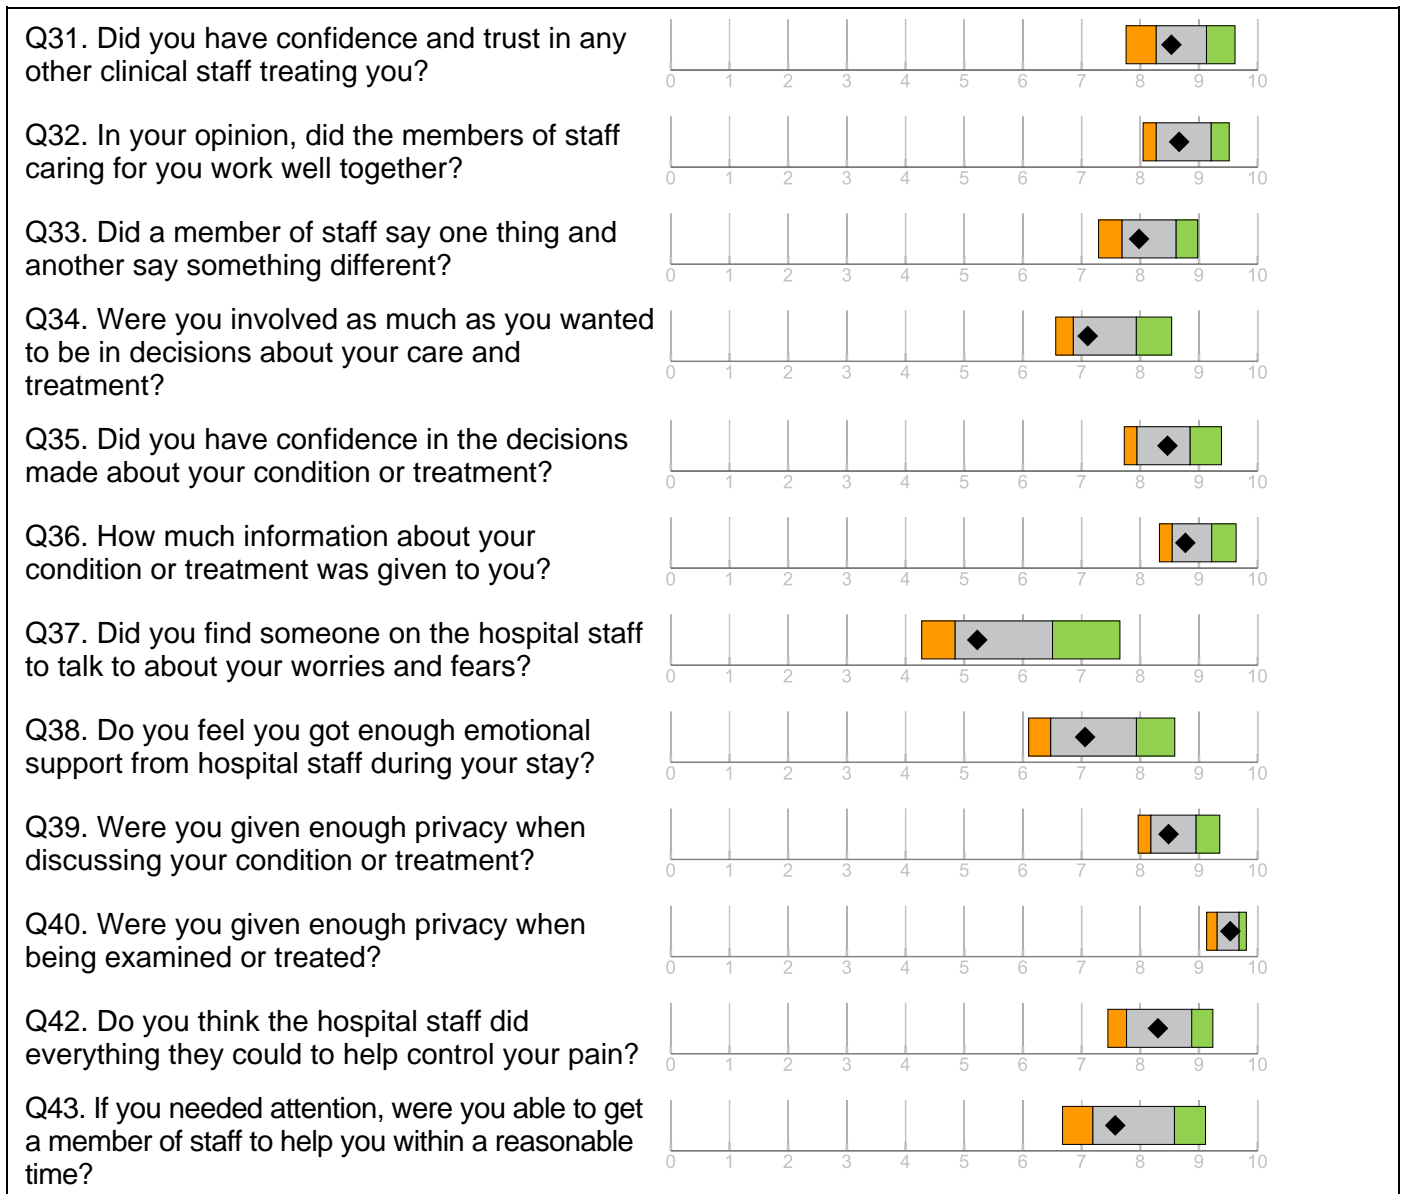 Q31. Did you have confidence and trust in any
other clinical staff treating you?
0 1 2 3 4 5 6 7 8 9 10
Q32. In your opinion, did the members of staff
caring for you work well together?
0 1 2 3 4 5 6 7 8 9 10
Q33. Did a member of staff say one thing and
another say something different?
0 1 2 3 4 5 6 7 8 9 10
Q34. Were you involved as much as you wanted
to be in decisions about your care and
treatment?
0 1 2 3 4 5 6 7 8 9 10
Q35. Did you have confidence in the decisions
made about your condition or treatment?
0 1 2 3 4 5 6 7 8 9 10
Q36. How much information about your
condition or treatment was given to you?
0 1 2 3 4 5 6 7 8 9 10
Q37. Did you find someone on the hospital staff
to talk to about your worries and fears?
0 1 2 3 4 5 6 7 8 9 10
Q38. Do you feel you got enough emotional
support from hospital staff during your stay?
0 1 2 3 4 5 6 7 8 9 10
Q39. Were you given enough privacy when
discussing your condition or treatment?
0 1 2 3 4 5 6 7 8 9 10
Q40. Were you given enough privacy when
being examined or treated?
0 1 2 3 4 5 6 7 8 9 10
Q42. Do you think the hospital staff did
everything they could to help control your pain?
0 1 2 3 4 5 6 7 8 9 10
Q43. If you needed attention, were you able to get
a member of staff to help you within a reasonable
time?
0 1 2 3 4 5 6 7 8 9 10